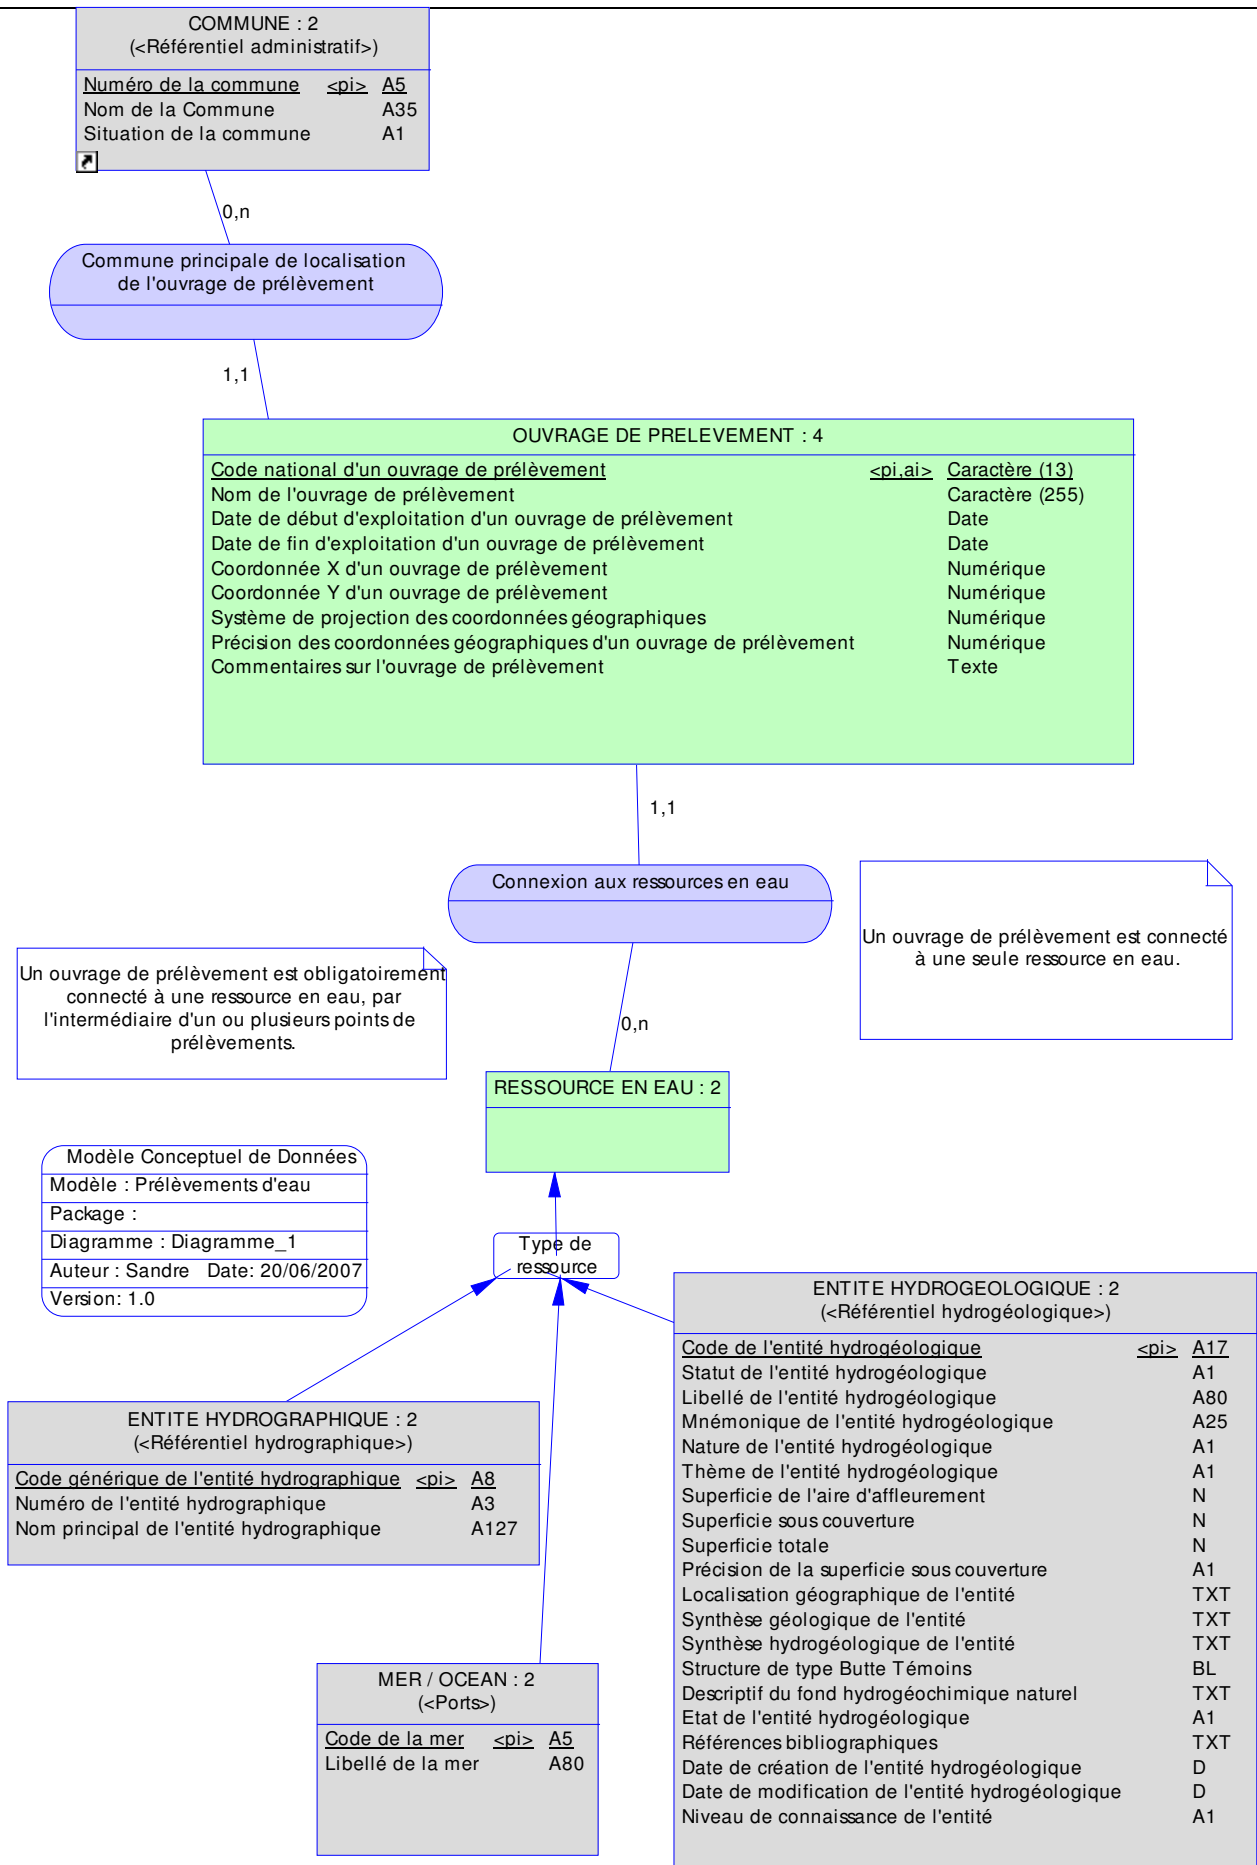 COMMUNE : 2
(<Référentiel administratif>)
Numéro de la commune <pi> A5
Nom de la Commune A35
Situation de la commune A1
0,n
Commune principale de localisation
de l'ouvrage de prélèvement
1,1
OUVRAGE DE PRELEVEMENT : 4
Code national d'un ouvrage de prélèvement <pi,ai> Caractère (13)
Nom de l'ouvrage de prélèvement Caractère (255)
Date de début d'exploitation d'un ouvrage de prélèvement Date
Date de fin d'exploitation d'un ouvrage de prélèvement Date
Coordonnée X d'un ouvrage de prélèvement Numérique
Coordonnée Y d'un ouvrage de prélèvement Numérique
Système de projection des coordonnées géographiques Numérique
Précision des coordonnées géographiques d'un ouvrage de prélèvement Numérique
Commentaires sur l'ouvrage de prélèvement Texte
1,1
Connexion aux ressources en eau
Un ouvrage de prélèvement est connecté
à une seule ressource en eau.
Un ouvrage de prélèvement est obligatoirement
connecté à une ressource en eau, par
l'intermédiaire d'un ou plusieurs points de
prélèvements.
0,n
RESSOURCE EN EAU : 2
Modèle Conceptuel de Données
Modèle : Prélèvements d'eau
Package :
Diagramme : Diagramme_1
Auteur : Sandre Date: 20/06/2007
Version: 1.0
Type de
ressource
ENTITE HYDROGEOLOGIQUE : 2
(<Référentiel hydrogéologique>)
Code de l'entité hydrogéologique <pi> A17
Statut de l'entité hydrogéologique A1
Libellé de l'entité hydrogéologique A80
Mnémonique de l'entité hydrogéologique A25
Nature de l'entité hydrogéologique A1
Thème de l'entité hydrogéologique A1
Superficie de l'aire d'affleurement N
Superficie sous couverture N
Superficie totale N
Précision de la superficie sous couverture A1
Localisation géographique de l'entité TXT
Synthèse géologique de l'entité TXT
Synthèse hydrogéologique de l'entité TXT
Structure de type Butte Témoins BL
Descriptif du fond hydrogéochimique naturel TXT
Etat de l'entité hydrogéologique A1
Références bibliographiques TXT
Date de création de l'entité hydrogéologique D
Date de modification de l'entité hydrogéologique D
Niveau de connaissance de l'entité A1
ENTITE HYDROGRAPHIQUE : 2
(<Référentiel hydrographique>)
Code générique de l'entité hydrographique <pi> A8
Numéro de l'entité hydrographique A3
Nom principal de l'entité hydrographique A127
MER / OCEAN : 2
(<Ports>)
Code de la mer <pi> A5
Libellé de la mer A80